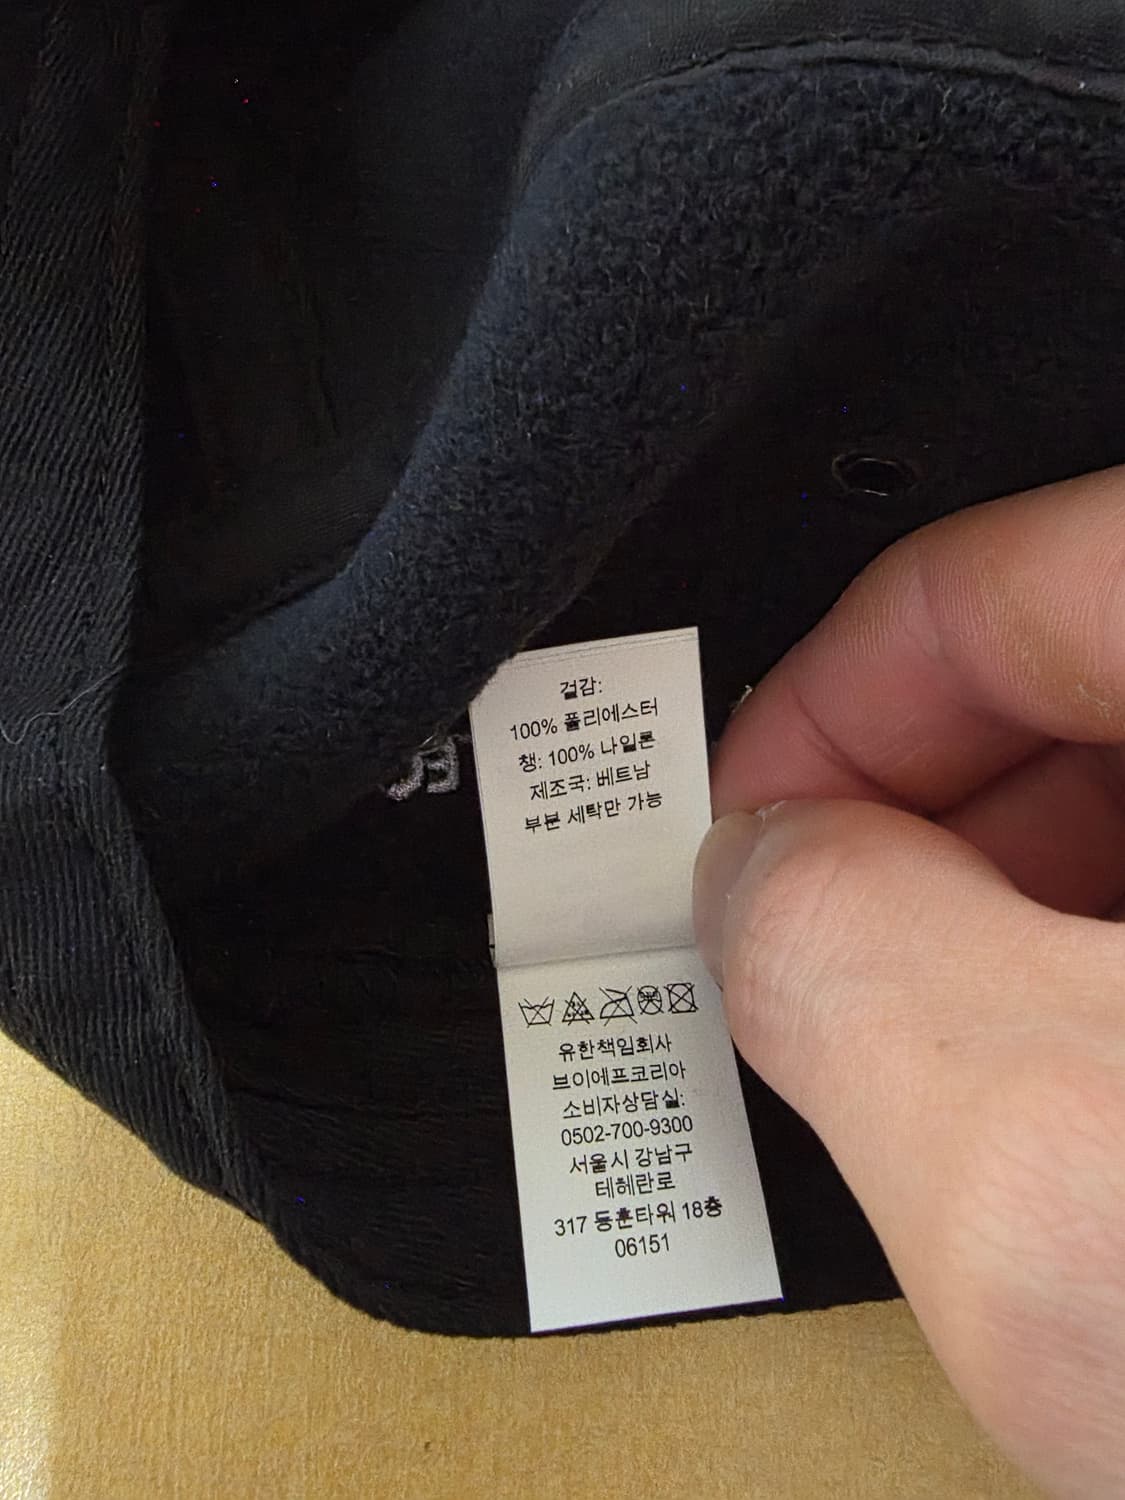 겉감:
100% 폴리에스터
챙: 100% 나일론
제조국: 베트남
부분 세탁만 가능
유한책임회사
브이에프코리아
소비자상담실:
0502-700-9300
서울시 강남구
테헤란로
317 동훈타워 18층
06151